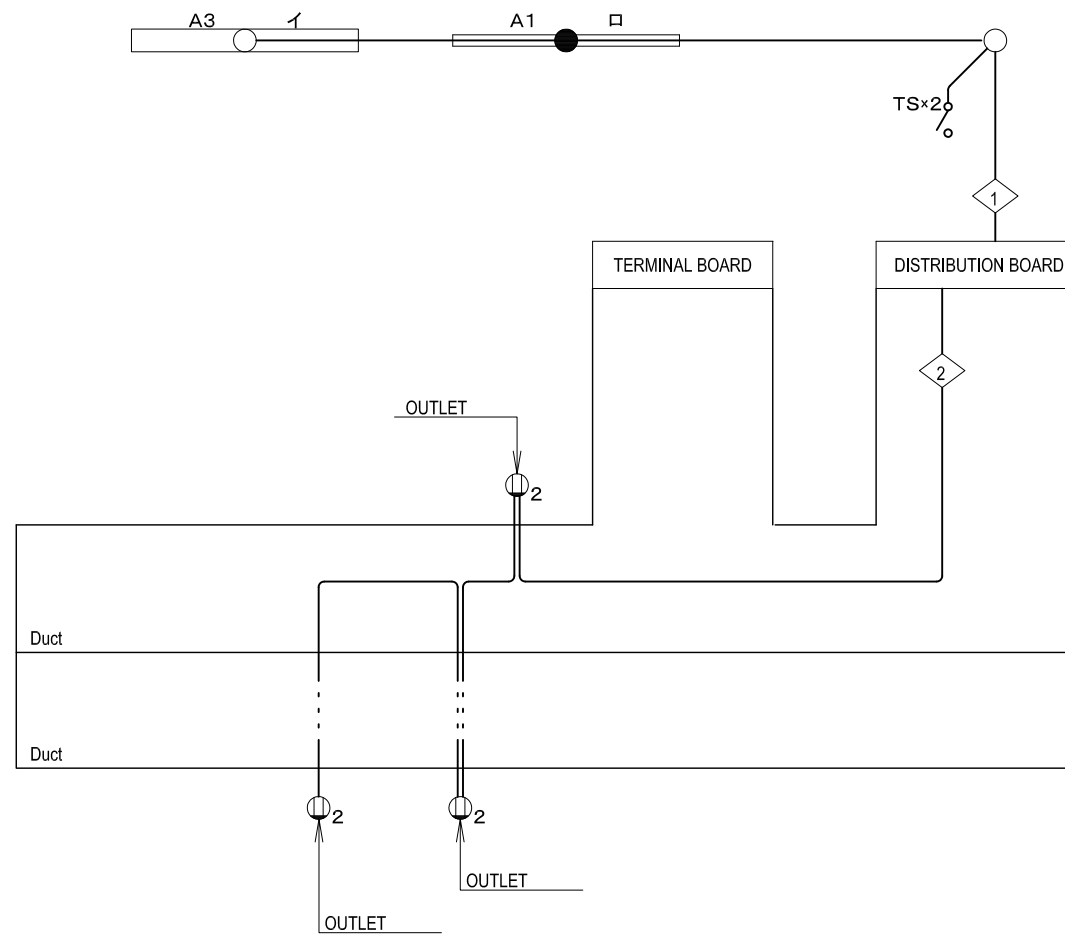 A3 イ A1 ロ
TS×2
1
TERMINAL BOARD
DISTRIBUTION BOARD
2
OUTLET
2
Duct
Duct
2
2
OUTLET
OUTLET